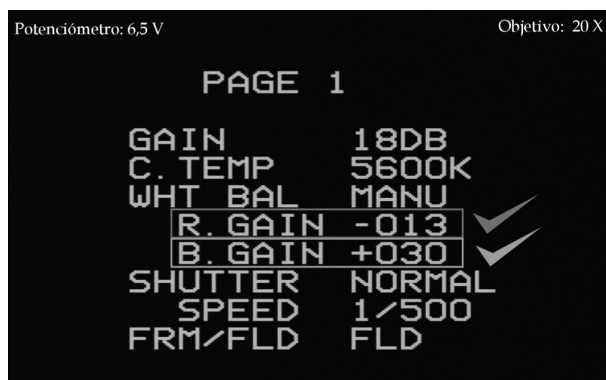 Potenciómetro: 6,5 V Objetivo: 20 X
PAGE 1
GAIN 18DB
C.TEMP 5600K
WHT BAL MANU
R.GAIN -013
B.GAIN +030
SHUTTER NORMAL
SPEED 1/500
FRM/FLD FLD